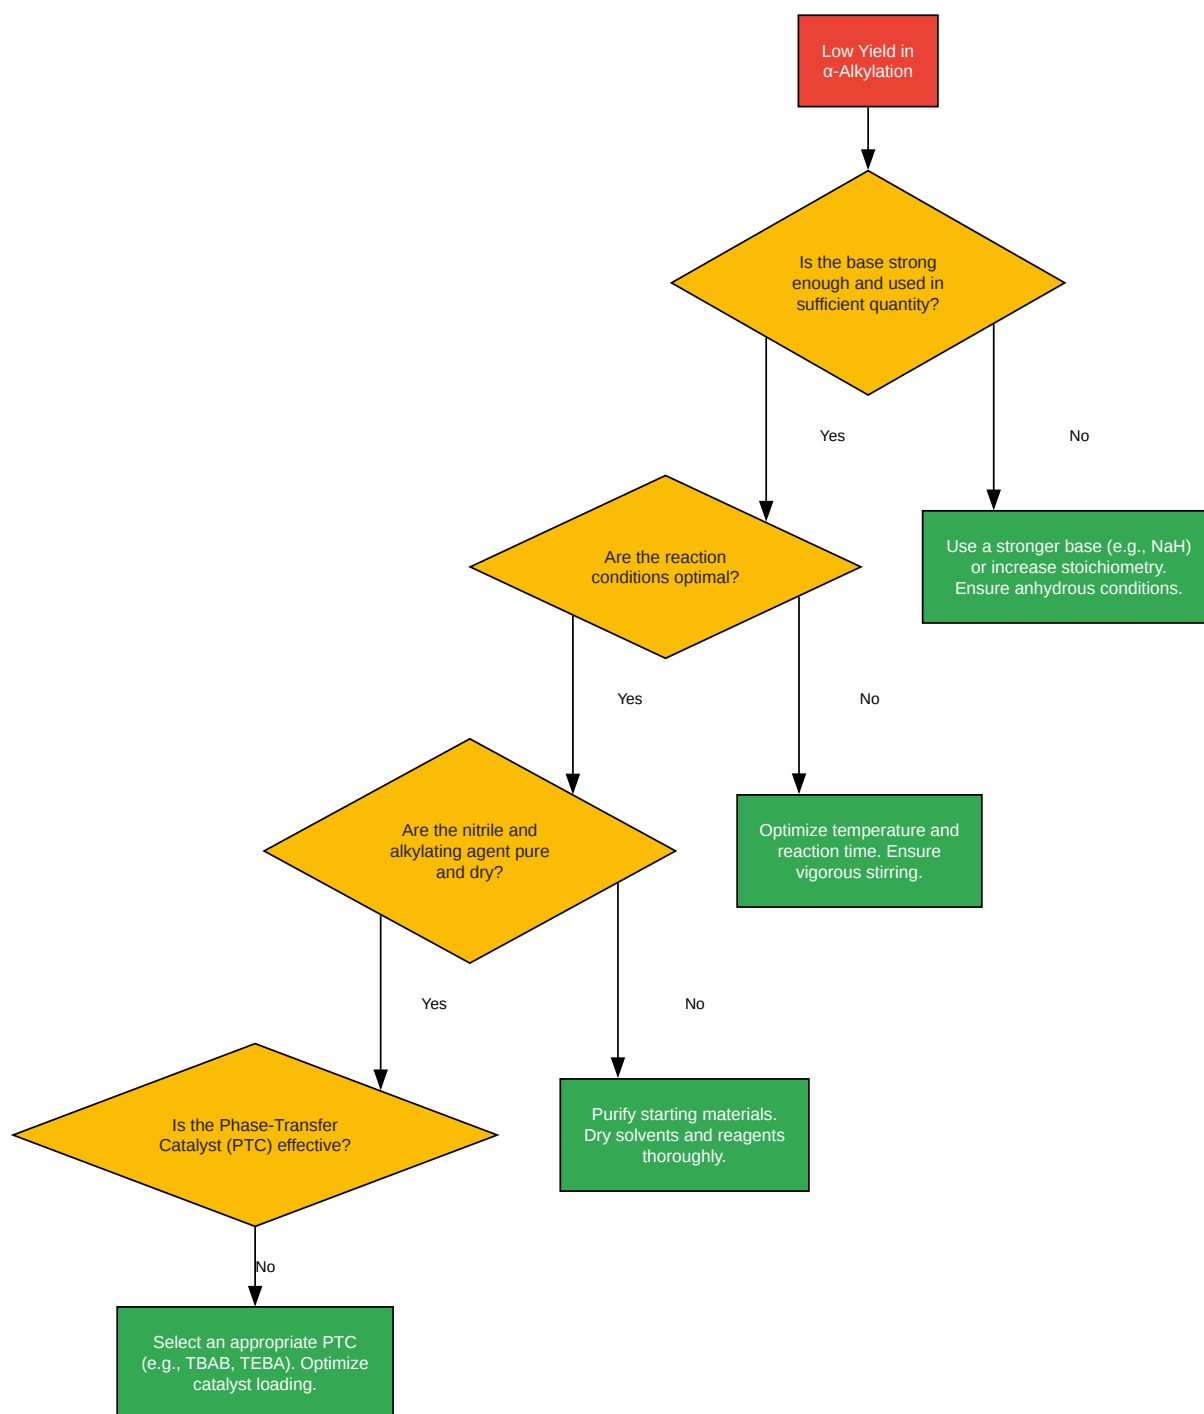 Low Yield in
α-Alkylation
Is the base strong
enough and used in
sufficient quantity?
Yes
No
Are the reaction
conditions optimal?
Use a stronger base (e.g., NaH)
or increase stoichiometry.
Ensure anhydrous conditions.
Yes
No
Are the nitrile and
alkylating agent pure
and dry?
Optimize temperature and
reaction time. Ensure
vigorous stirring.
Yes
No
Is the Phase-Transfer
Catalyst (PTC) effective?
Purify starting materials.
Dry solvents and reagents
thoroughly.
No
Select an appropriate PTC
(e.g., TBAB, TEBA). Optimize
catalyst loading.